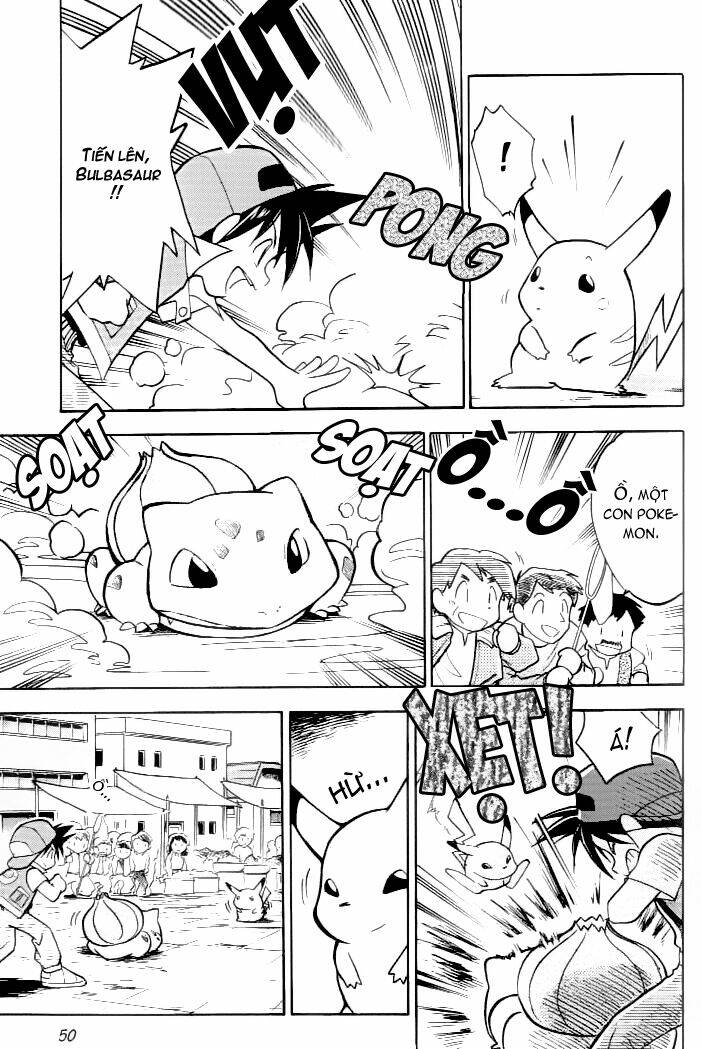 VỤT
TIẾN LÊN,
BULBASAUR
!!
PONG
!
SOẠT
SOẠT
Ồ...Ồ
Ồ, MỘT
CON POKE-
MON.
Ồ...
HỪ...
XẸT!
Á!
50